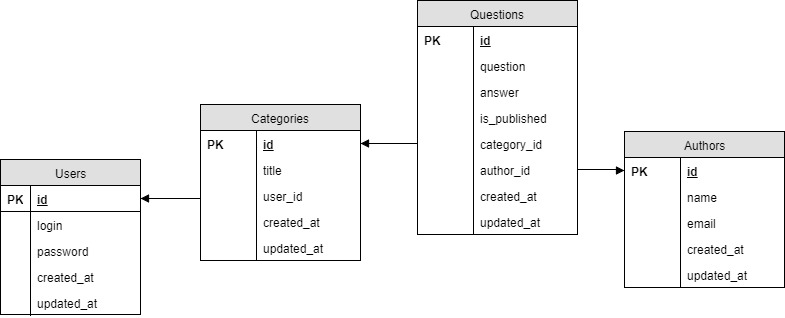 Users
PK id
login
password
created_at
updated_at
Categories
PK id
title
user_id
created_at
updated_at
Questions
PK id
question
answer
is_published
category_id
author_id
created_at
updated_at
Authors
PK id
name
email
created_at
updated_at